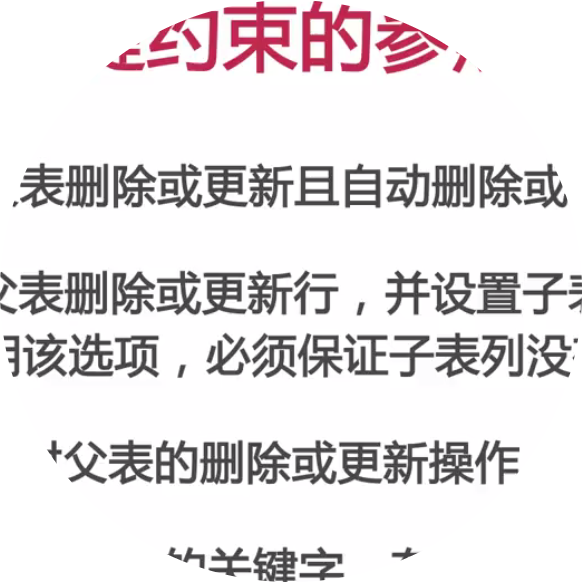 约束的参
表删除或更新且自动删除或
父表删除或更新行，并设置子表
用该选项，必须保证子表列没
父表的删除或更新操作
的关键字